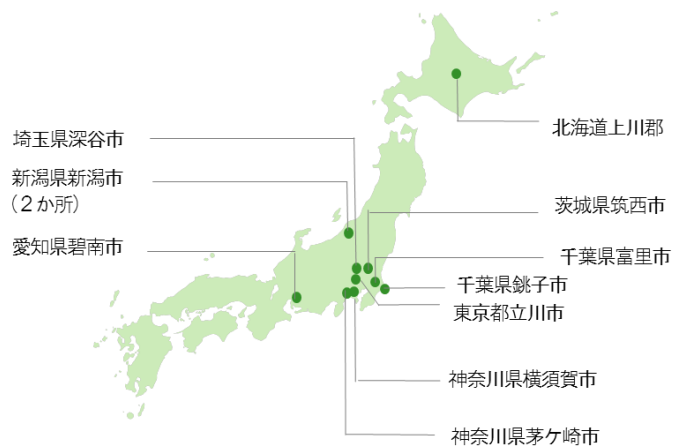 埼玉県深谷市
新潟県新潟市
(２か所)
愛知県碧南市
北海道上川郡
茨城県筑西市
千葉県富里市
千葉県銚子市
東京都立川市
神奈川県横須賀市
神奈川県茅ケ崎市